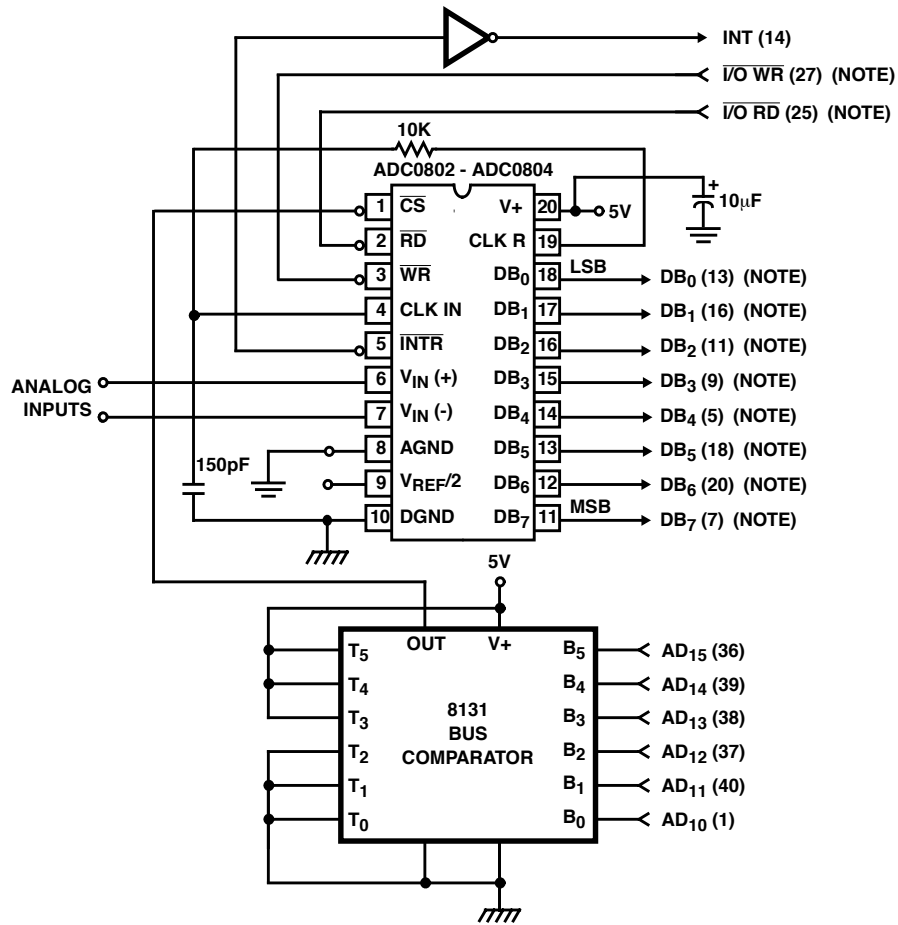 INT (14)
I/O WR (27) (NOTE)
I/O RD (25) (NOTE)
10K
ADC0802 - ADC0804
1 CS V+ 20 5V
+
10μF
2 RD CLK R 19
3 WR DB0 18 LSB DB0 (13) (NOTE)
4 CLK IN DB1 17 DB1 (16) (NOTE)
5 INTR DB2 16 DB2 (11) (NOTE)
ANALOG
INPUTS
6 VIN (+) DB3 15 DB3 (9) (NOTE)
7 VIN (-) DB4 14 DB4 (5) (NOTE)
8 AGND DB5 13 DB5 (18) (NOTE)
150pF
9 VREF/2 DB6 12 DB6 (20) (NOTE)
10 DGND DB7 11 MSB DB7 (7) (NOTE)
5V
OUT V+
T5 B5 AD15 (36)
T4 B4 AD14 (39)
T3 B3 AD13 (38)
8131
BUS
COMPARATOR
T2 B2 AD12 (37)
T1 B1 AD11 (40)
T0 B0 AD10 (1)